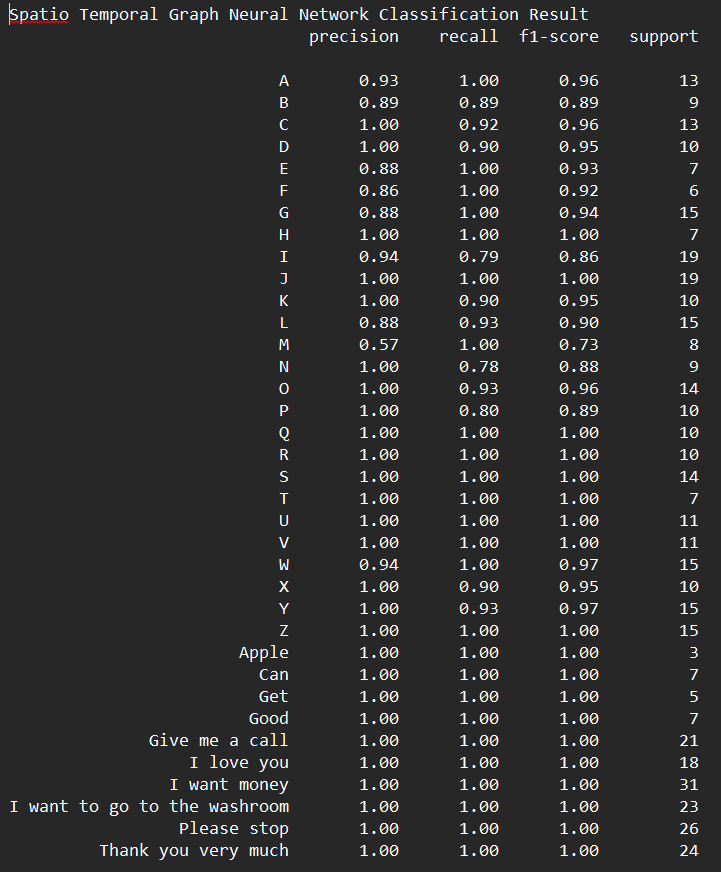 Spatio Temporal Graph Neural Network Classification Result
precision recall f1-score support
A 0.93 1.00 0.96 13
B 0.89 0.89 0.89 9
C 1.00 0.92 0.96 13
D 1.00 0.90 0.95 10
E 0.88 1.00 0.93 7
F 0.86 1.00 0.92 6
G 0.88 1.00 0.94 15
H 1.00 1.00 1.00 7
I 0.94 0.79 0.86 19
J 1.00 1.00 1.00 19
K 1.00 0.90 0.95 10
L 0.88 0.93 0.90 15
M 0.57 1.00 0.73 8
N 1.00 0.78 0.88 9
O 1.00 0.93 0.96 14
P 1.00 0.80 0.89 10
Q 1.00 1.00 1.00 10
R 1.00 1.00 1.00 10
S 1.00 1.00 1.00 14
T 1.00 1.00 1.00 7
U 1.00 1.00 1.00 11
V 1.00 1.00 1.00 11
W 0.94 1.00 0.97 15
X 1.00 0.90 0.95 10
Y 1.00 0.93 0.97 15
Z 1.00 1.00 1.00 15
Apple 1.00 1.00 1.00 3
Can 1.00 1.00 1.00 7
Get 1.00 1.00 1.00 5
Good 1.00 1.00 1.00 7
Give me a call 1.00 1.00 1.00 21
I love you 1.00 1.00 1.00 18
I want money 1.00 1.00 1.00 31
I want to go to the washroom 1.00 1.00 1.00 23
Please stop 1.00 1.00 1.00 26
Thank you very much 1.00 1.00 1.00 24